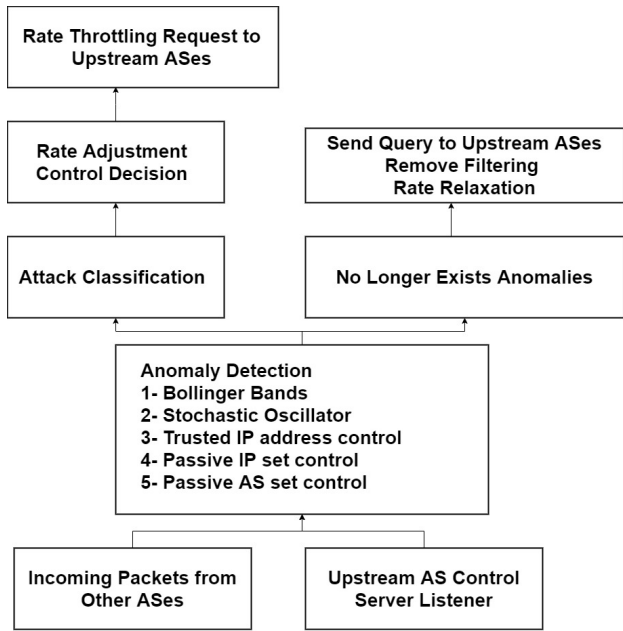 Rate Throttling Request to
Upstream ASes
Rate Adjustment
Control Decision
Send Query to Upstream ASes
Remove Filtering
Rate Relaxation
Attack Classification
No Longer Exists Anomalies
Anomaly Detection
1- Bollinger Bands
2- Stochastic Oscillator
3- Trusted IP address control
4- Passive IP set control
5- Passive AS set control
Incoming Packets from
Other ASes
Upstream AS Control
Server Listener